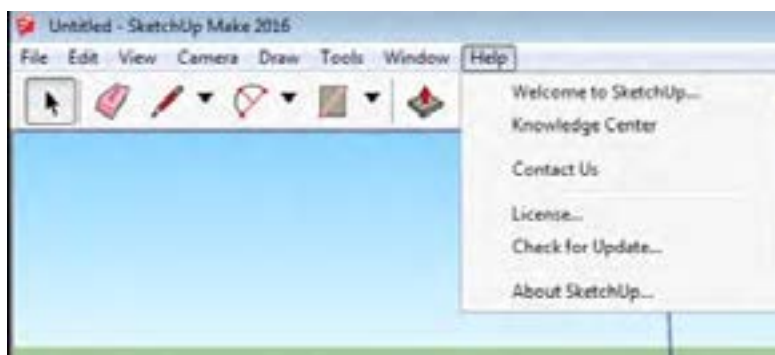 Untitled - SketchUp Make 2016
File Edit View Camera Draw Tools Window Help
Welcome to SketchUp...
Knowledge Center
Contact Us
License...
Check for Update...
About SketchUp...